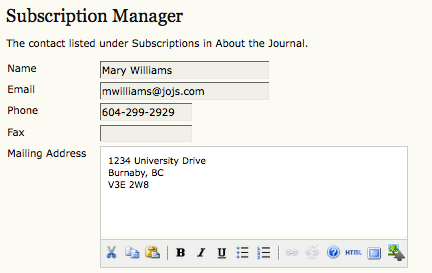 Subscription Manager
The contact listed under Subscriptions in About the Journal.
Name Mary Williams
Email mwilliams@jojs.com
Phone 604-299-2929
Fax
Mailing Address
1234 University Drive
Burnaby, BC
V3E 2W8
B I U HTML